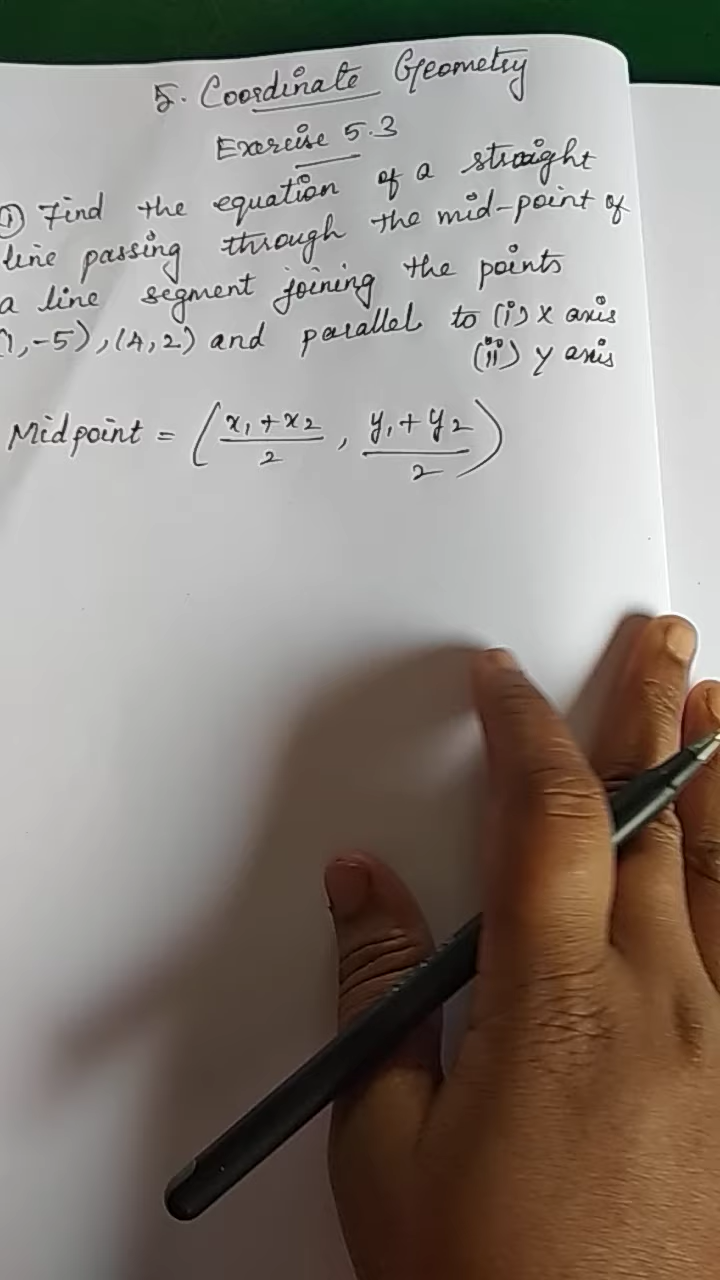 5. Coordinate Geometry
Exercise 5.3
① Find the equation of a straight
line passing through the mid-point of
a line segment joining the points
(1,-5), (4,2) and parallel to (i) X axis
(ii) Y axis
Midpoint = ( x₁ + x₂ / 2 , y₁ + y₂ / 2 )